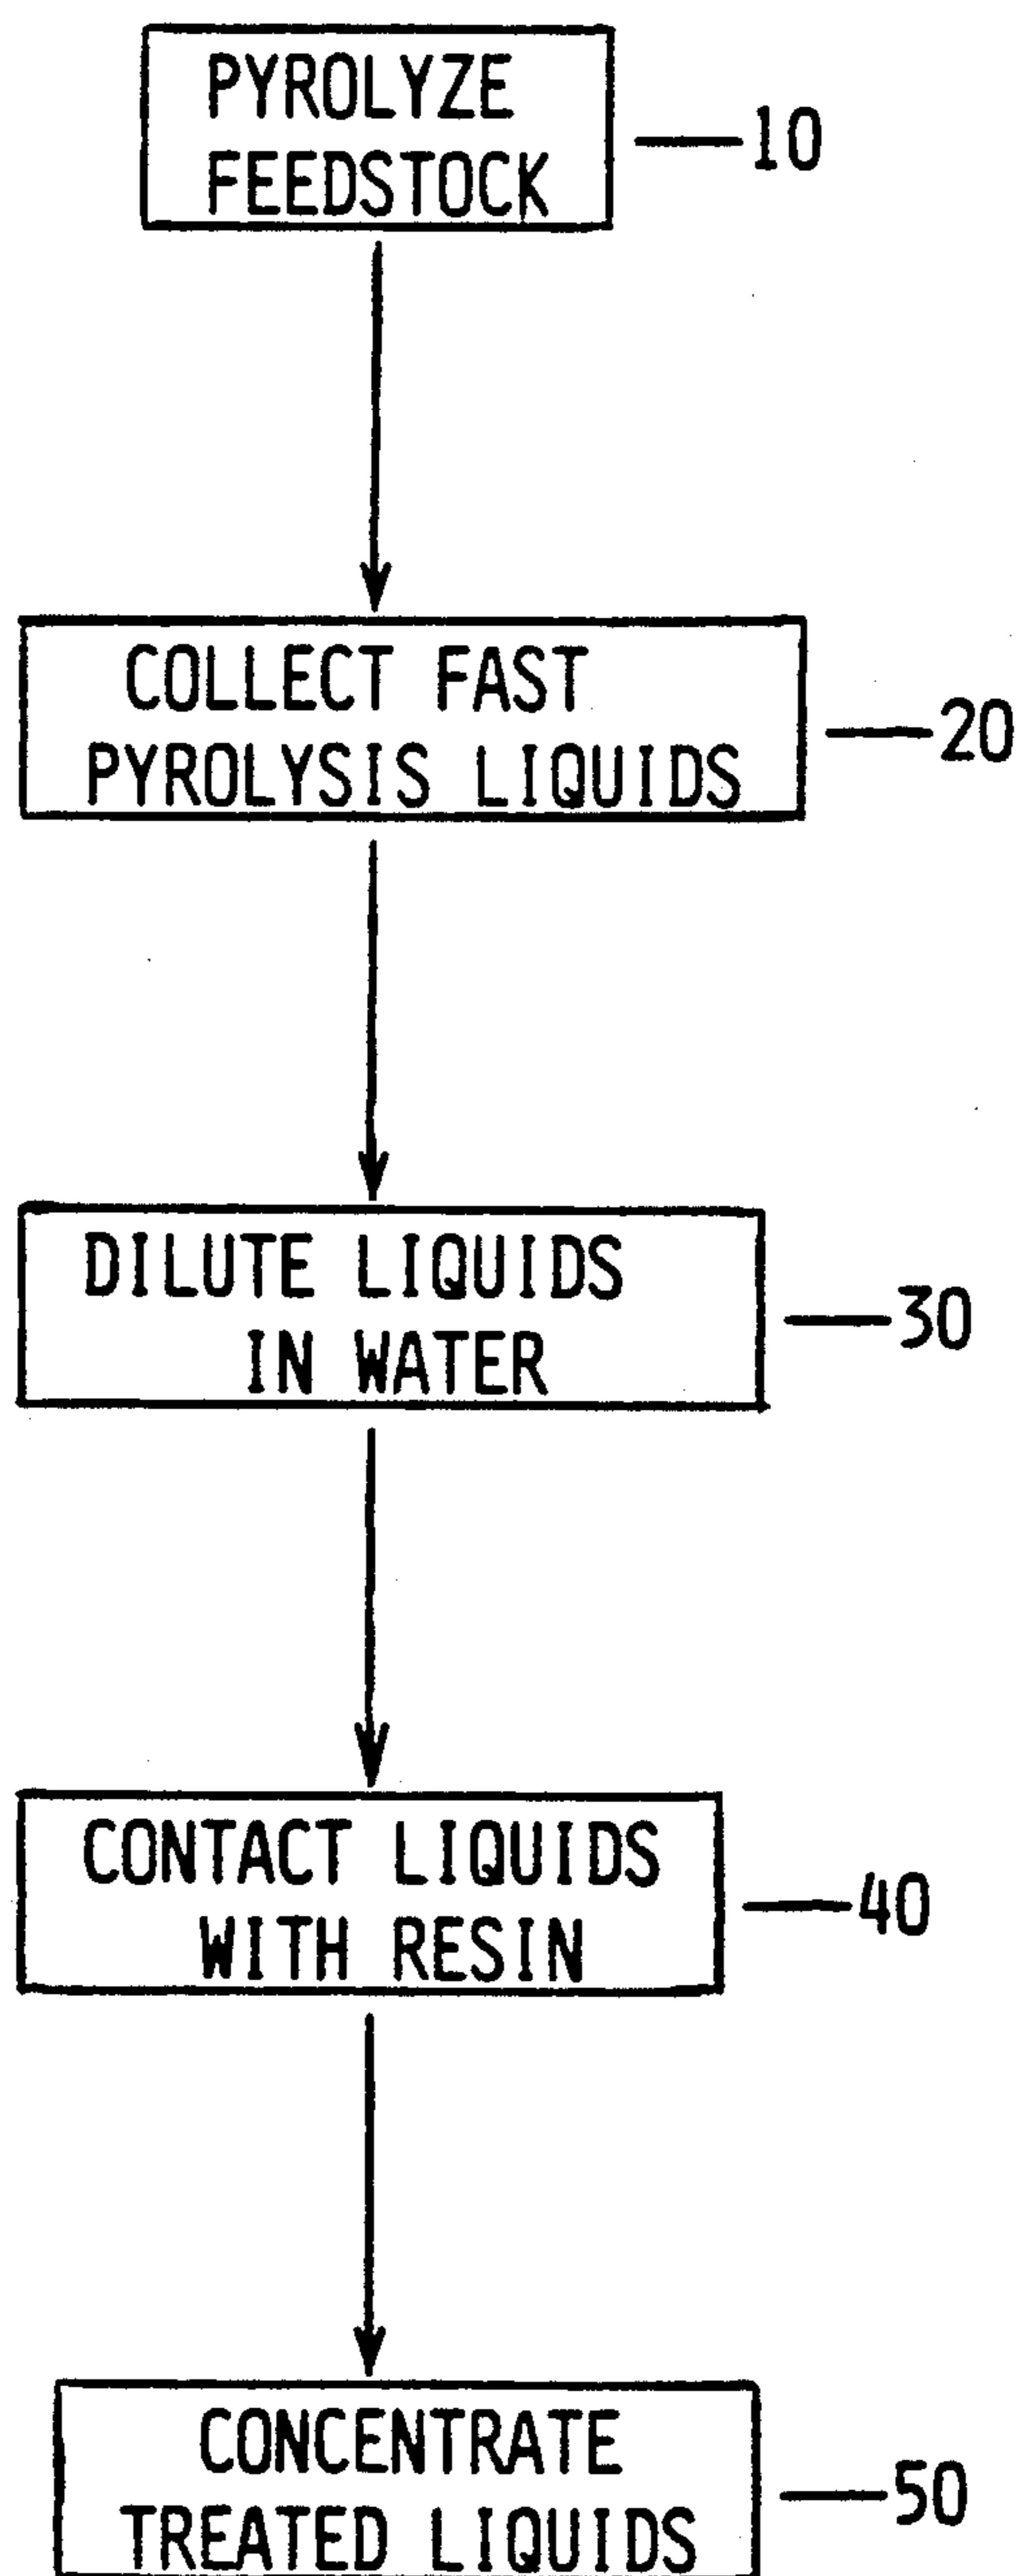 PYROLYZE
FEEDSTOCK
10
COLLECT FAST
PYROLYSIS LIQUIDS
20
DILUTE LIQUIDS
IN WATER
30
CONTACT LIQUIDS
WITH RESIN
40
CONCENTRATE
TREATED LIQUIDS
50